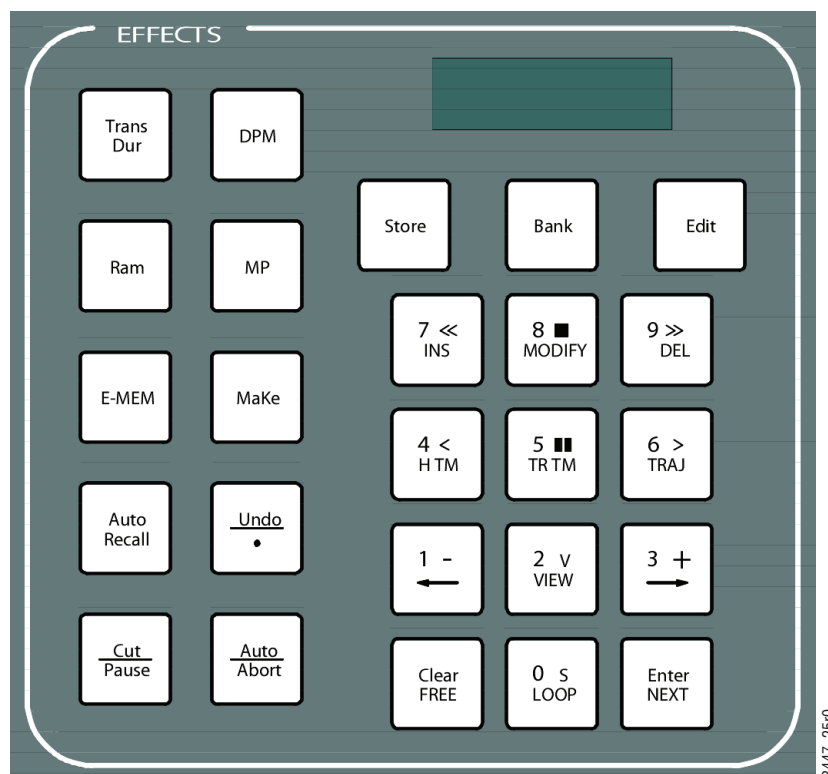 EFFECTS
Trans
Dur
DPM
Store
Bank
Edit
Ram
MP
7 <<
INS
8 ■
MODIFY
9 >>
DEL
E-MEM
MaKe
4 <
H TM
5 ▮▮
TR TM
6 >
TRAJ
Auto
Recall
Undo
•
1 -
←
2 V
VIEW
3 +
→
Cut
Pause
Auto
Abort
Clear
FREE
0 S
LOOP
Enter
NEXT